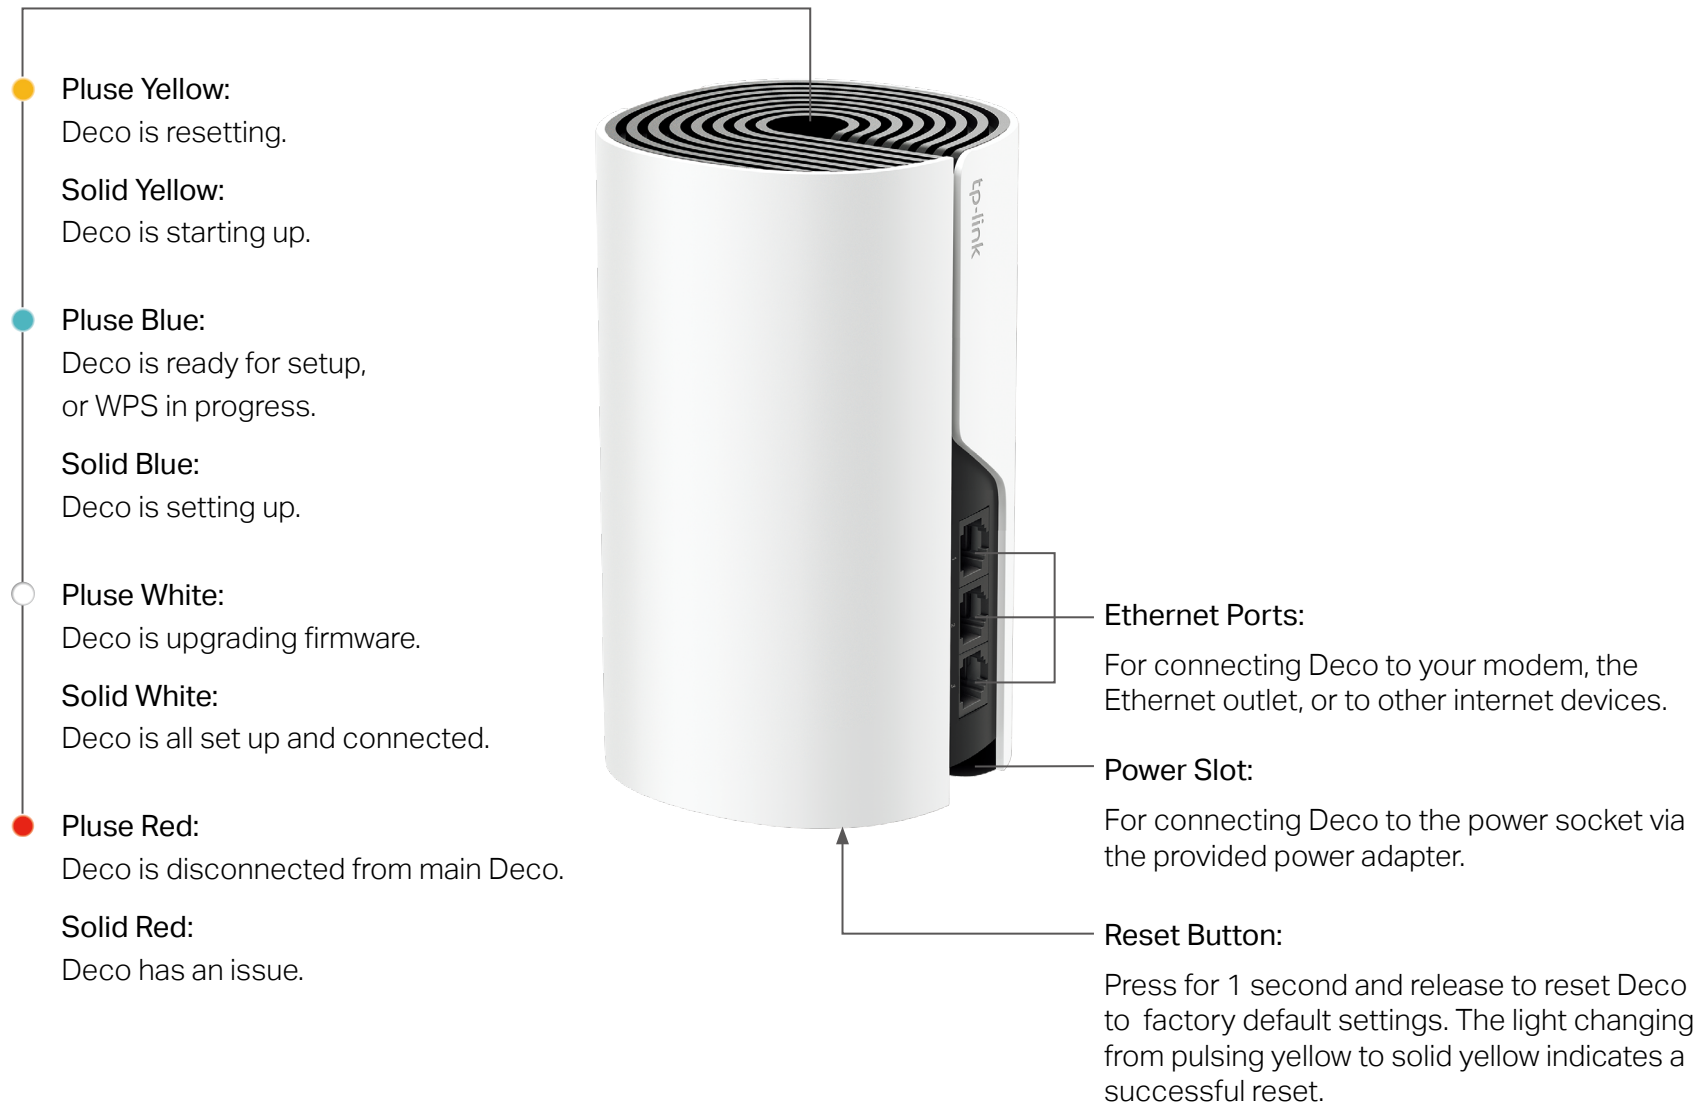 Pluse Yellow:
Deco is resetting.
Solid Yellow:
Deco is starting up.
Pluse Blue:
Deco is ready for setup,
or WPS in progress.
Solid Blue:
Deco is setting up.
Pluse White:
Deco is upgrading firmware.
Solid White:
Deco is all set up and connected.
Pluse Red:
Deco is disconnected from main Deco.
Solid Red:
Deco has an issue.
tp-link
Ethernet Ports:
For connecting Deco to your modem, the
Ethernet outlet, or to other internet devices.
Power Slot:
For connecting Deco to the power socket via
the provided power adapter.
Reset Button:
Press for 1 second and release to reset Deco
to  factory default settings. The light changing
from pulsing yellow to solid yellow indicates a
successful reset.